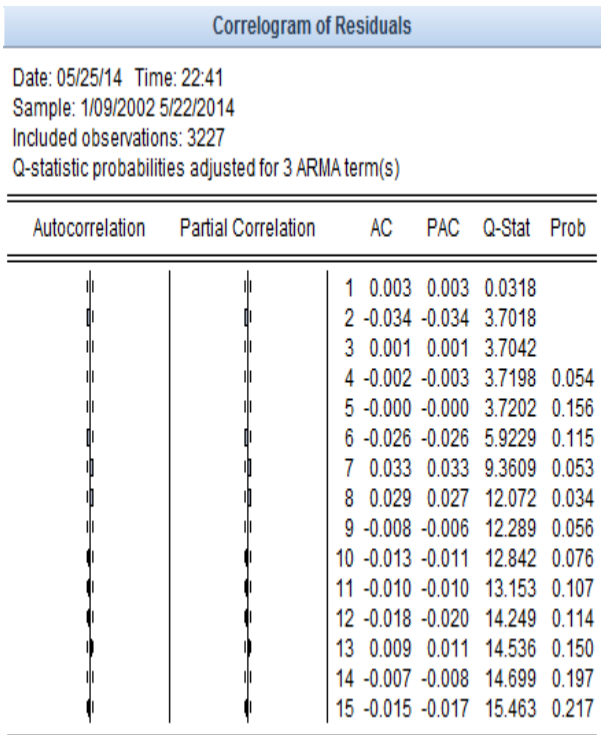 Correlogram of Residuals
Date: 05/25/14 Time: 22:41
Sample: 1/09/2002 5/22/2014
Included observations: 3227
Q-statistic probabilities adjusted for 3 ARMA term(s)
Autocorrelation Partial Correlation AC PAC Q-Stat Prob
1 0.003 0.003 0.0318
2 -0.034 -0.034 3.7018
3 0.001 0.001 3.7042
4 -0.002 -0.003 3.7198 0.054
5 -0.000 -0.000 3.7202 0.156
6 -0.026 -0.026 5.9229 0.115
7 0.033 0.033 9.3609 0.053
8 0.029 0.027 12.072 0.034
9 -0.008 -0.006 12.289 0.056
10 -0.013 -0.011 12.842 0.076
11 -0.010 -0.010 13.153 0.107
12 -0.018 -0.020 14.249 0.114
13 0.009 0.011 14.536 0.150
14 -0.007 -0.008 14.699 0.197
15 -0.015 -0.017 15.463 0.217